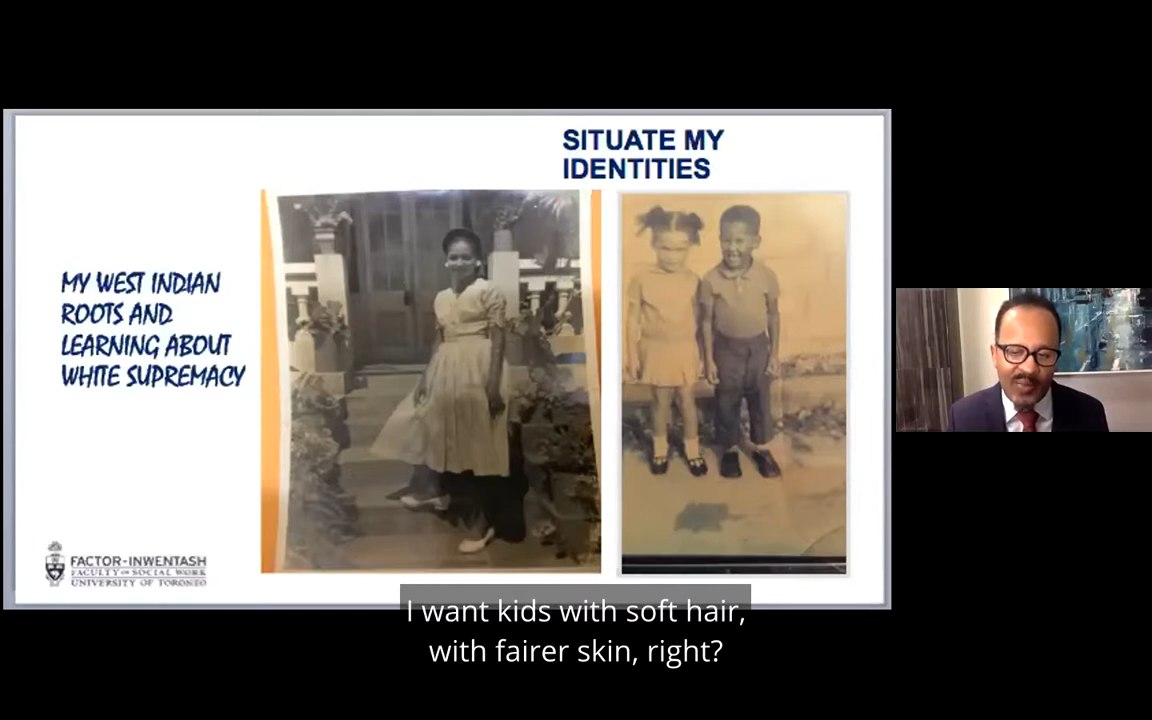 SITUATE MY
IDENTITIES
MY WEST INDIAN
ROOTS AND
LEARNING ABOUT
WHITE SUPREMACY
FACTOR-INWENTASH
FACULTY OF SOCIAL WORK
UNIVERSITY OF TORONTO
I want kids with soft hair,
with fairer skin, right?